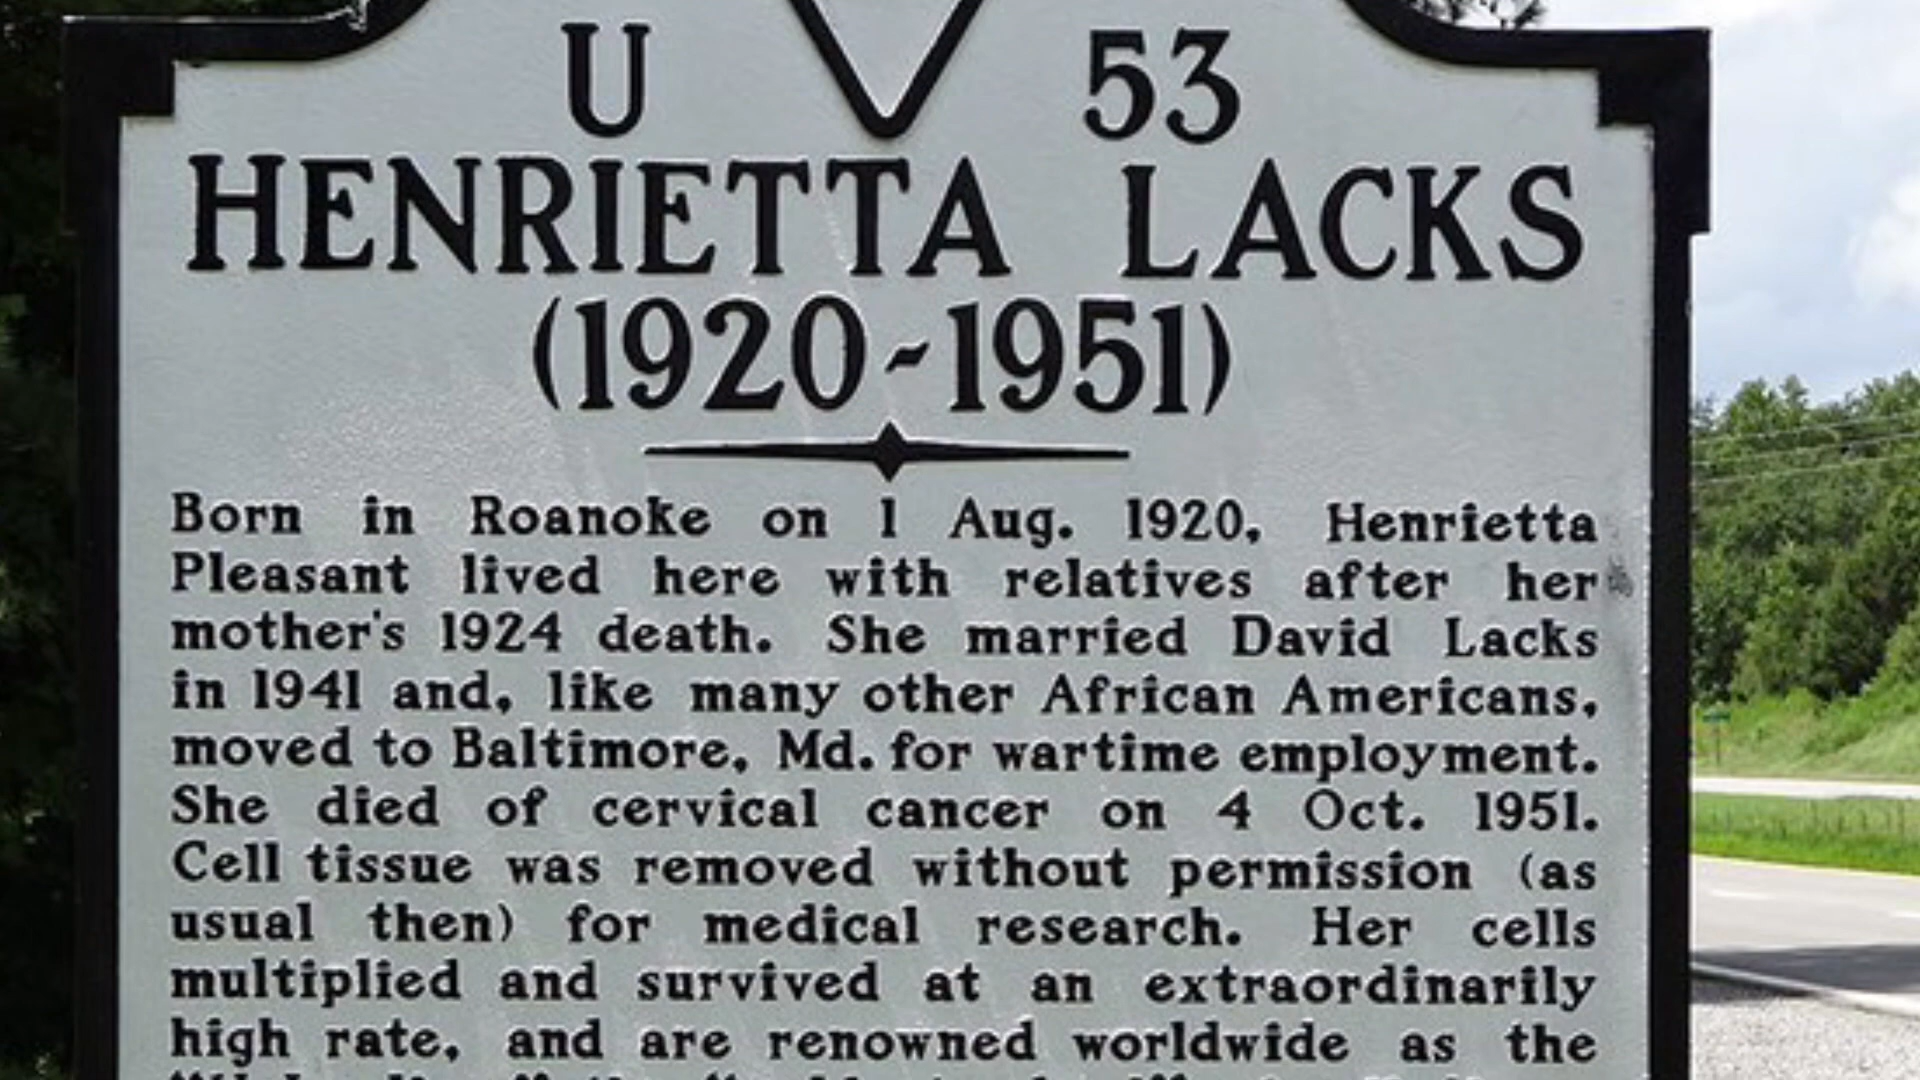 U 53
HENRIETTA LACKS
(1920-1951)
Born in Roanoke on 1 Aug. 1920, Henrietta
Pleasant lived here with relatives after her
mother's 1924 death. She married David Lacks
in 1941 and, like many other African Americans,
moved to Baltimore, Md. for wartime employment.
She died of cervical cancer on 4 Oct. 1951.
Cell tissue was removed without permission (as
usual then) for medical research. Her cells
multiplied and survived at an extraordinarily
high rate, and are renowned worldwide as the